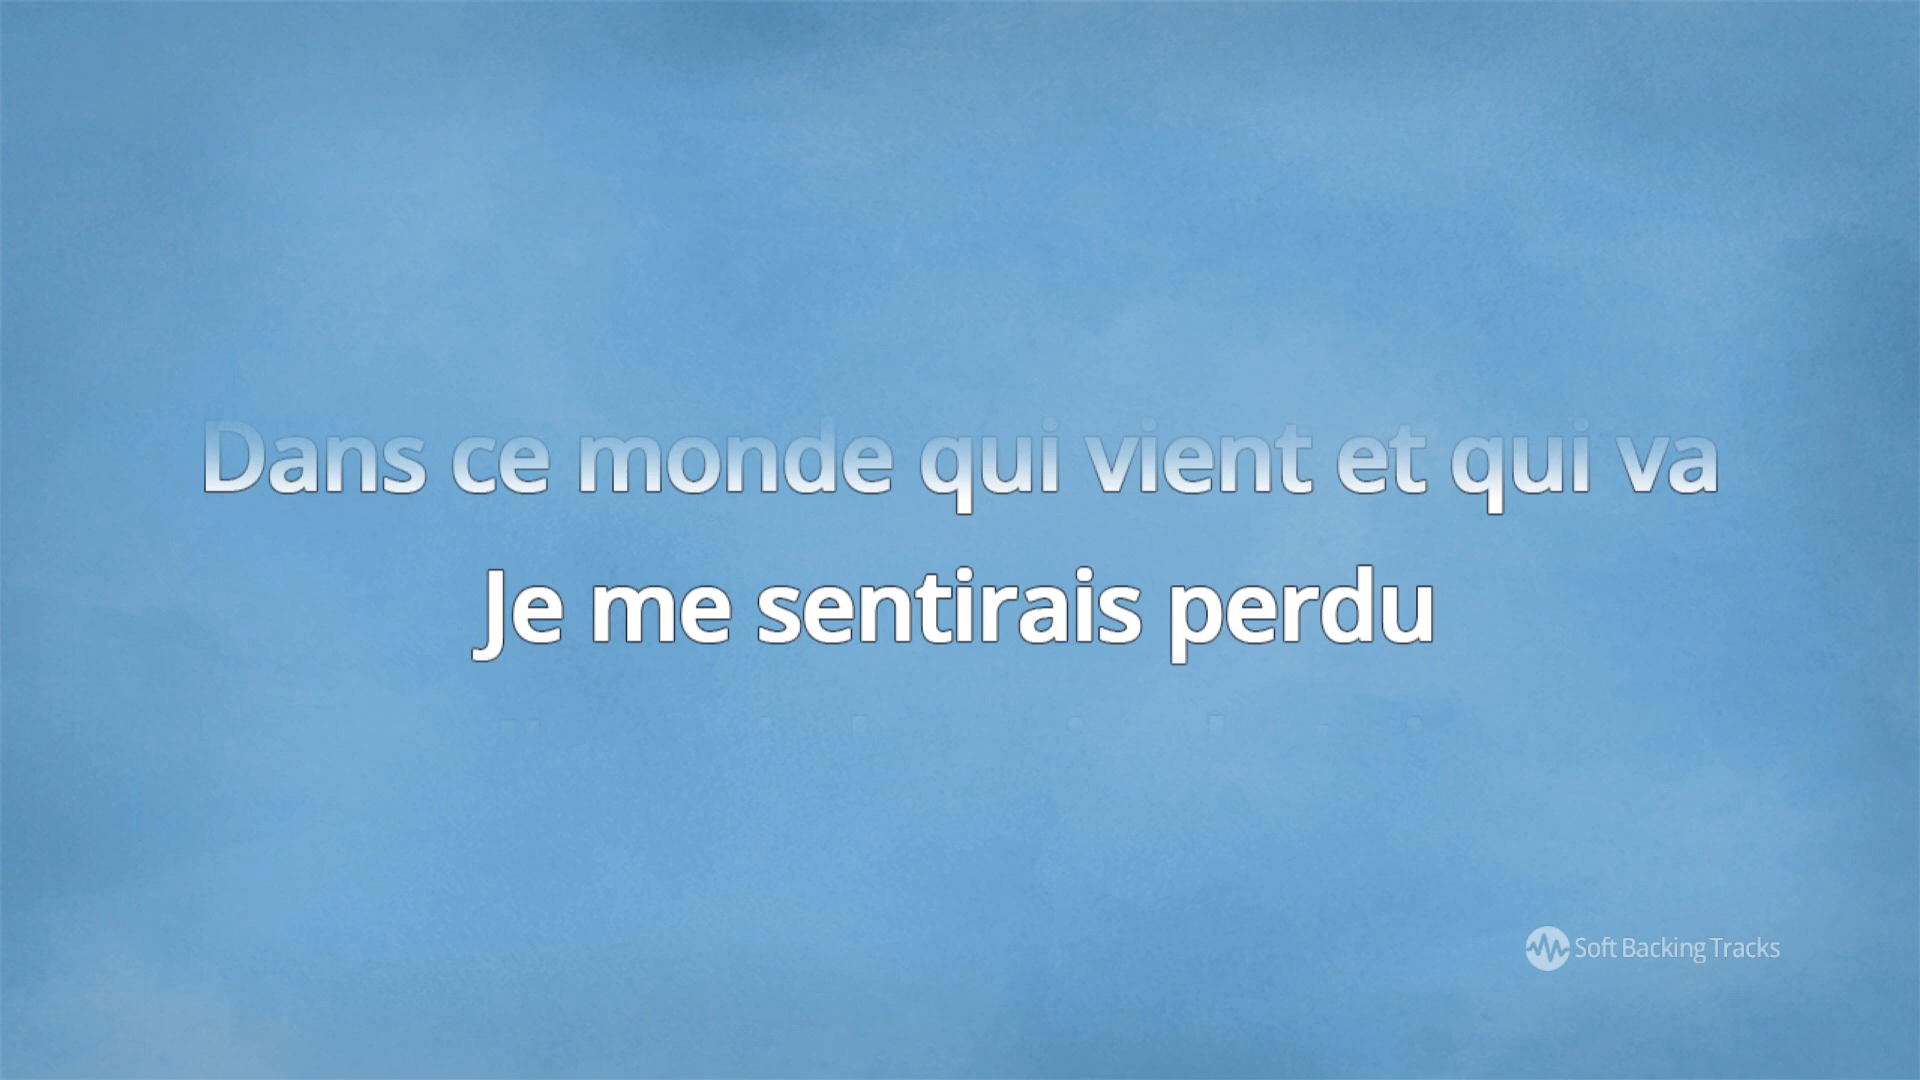 Dans ce monde qui vient et qui va
Je me sentirais perdu
Soft Backing Tracks